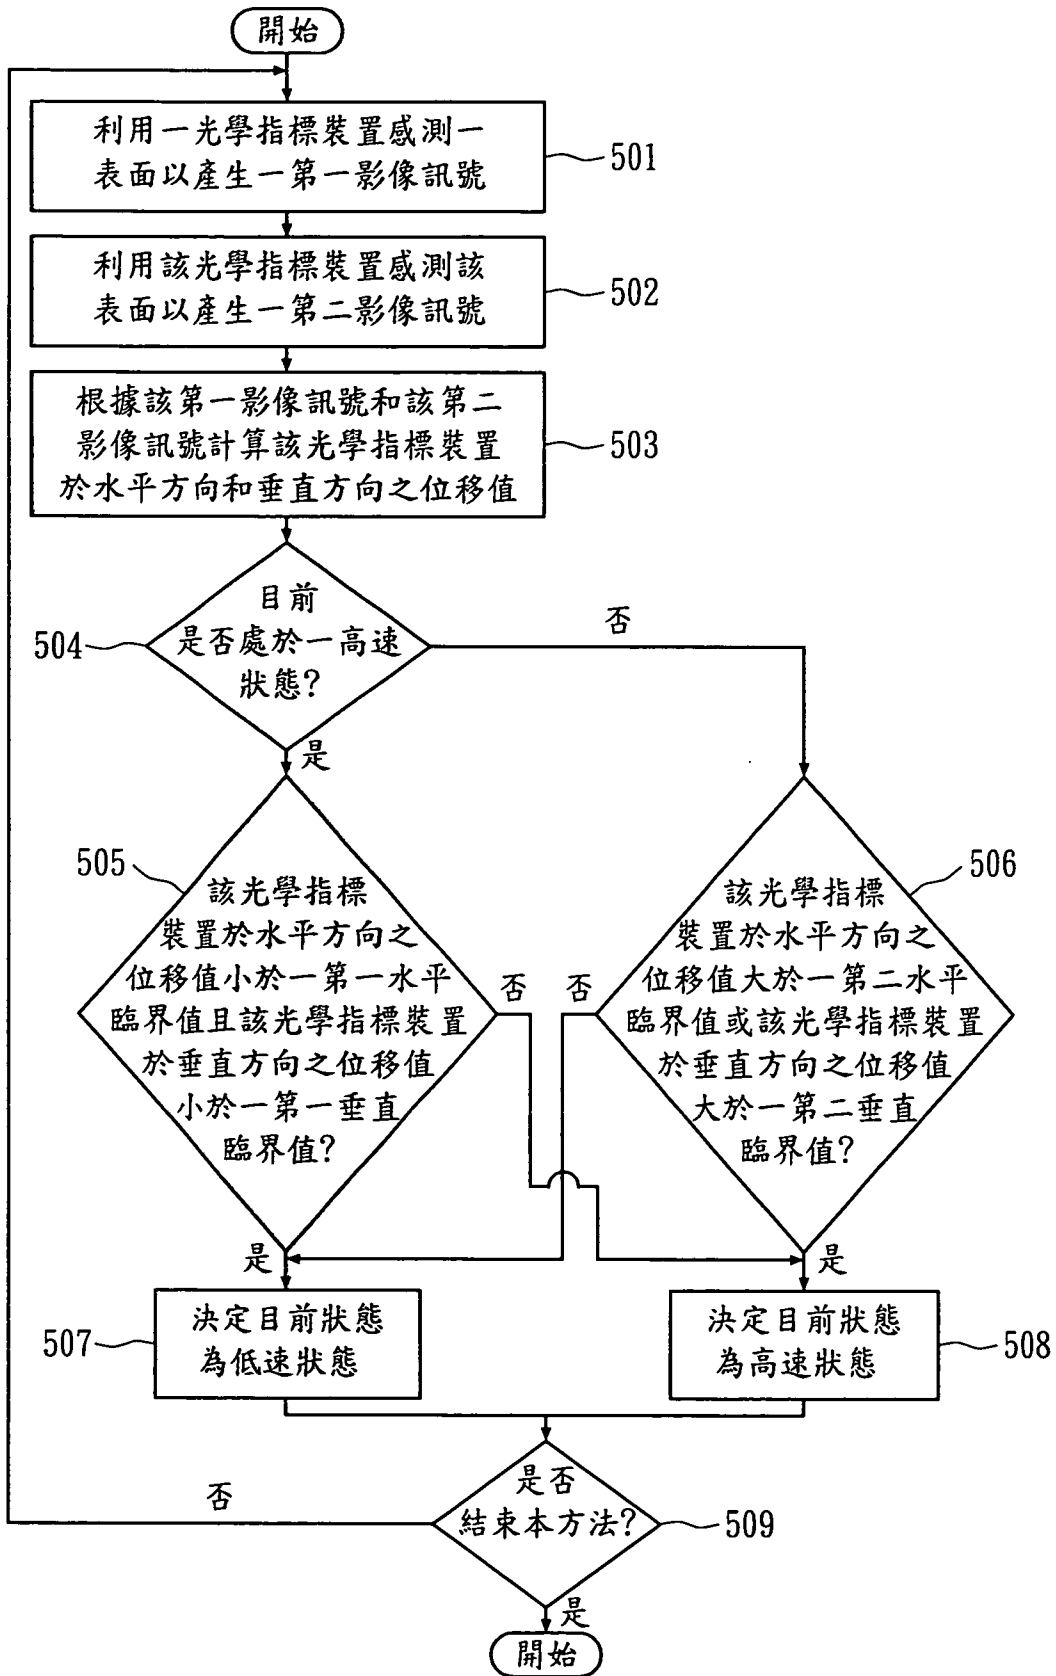 開始
利用一光學指標裝置感測一
表面以產生一第一影像訊號
501
利用該光學指標裝置感測該
表面以產生一第二影像訊號
502
根據該第一影像訊號和該第二
影像訊號計算該光學指標裝置
於水平方向和垂直方向之位移值
503
目前
是否處於一高速
狀態?
504
否
是
該光學指標
裝置於水平方向之
位移值小於一第一水平
臨界值且該光學指標裝置
於垂直方向之位移值
小於一第一垂直
臨界值?
505
否
是
該光學指標
裝置於水平方向之
位移值大於一第二水平
臨界值或該光學指標裝置
於垂直方向之位移值
大於一第二垂直
臨界值?
506
否
是
決定目前狀態
為低速狀態
507
決定目前狀態
為高速狀態
508
是否
結束本方法?
509
否
是
開始